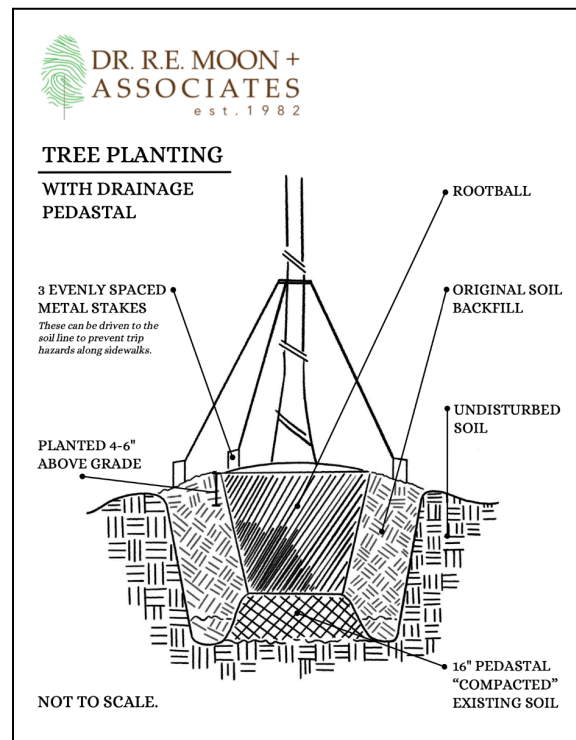 DR. R.E. MOON +
ASSOCIATES
est. 1982
TREE PLANTING
WITH DRAINAGE
PEDASTAL
ROOTBALL
3 EVENLY SPACED
METAL STAKES
These can be driven to the
soil line to prevent trip
hazards along sidewalks.
ORIGINAL SOIL
BACKFILL
UNDISTURBED
SOIL
PLANTED 4-6"
ABOVE GRADE
16" PEDASTAL
“COMPACTED”
EXISTING SOIL
NOT TO SCALE.